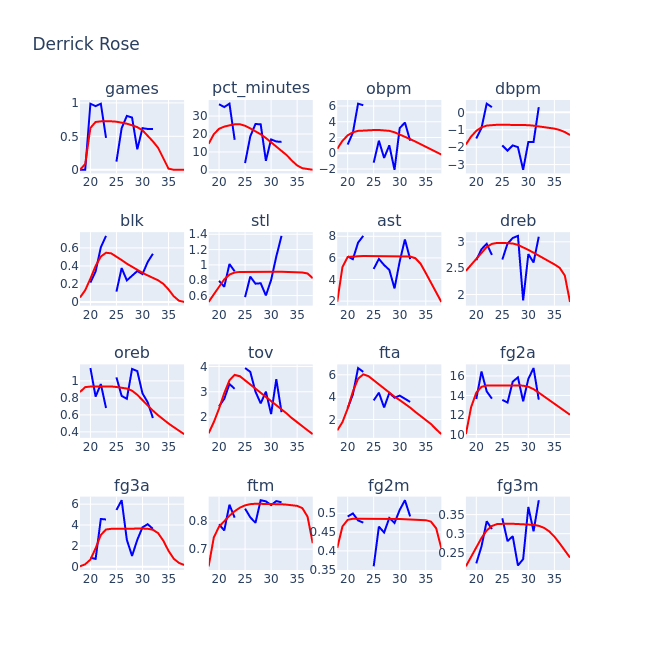 Derrick Rose
games pct_minutes obpm dbpm
1 0.5 0 20 25 30 35
30 20 10 0 20 25 30 35
6 4 2 0 −2 20 25 30 35
0 −1 −2 −3 20 25 30 35
blk stl ast dreb
0.6 0.4 0.2 0 20 25 30 35
1.4 1.2 1 0.8 0.6 20 25 30 35
8 6 4 2 20 25 30 35
3 2.5 2 20 25 30 35
oreb tov fta fg2a
1 0.8 0.6 0.4 20 25 30 35
4 3 2 20 25 30 35
6 4 2 20 25 30 35
16 14 12 10 20 25 30 35
fg3a ftm fg2m fg3m
6 4 2 0 20 25 30 35
0.8 0.7 20 25 30 35
0.5 0.45 0.4 0.35 20 25 30 35
0.35 0.3 0.25 20 25 30 35